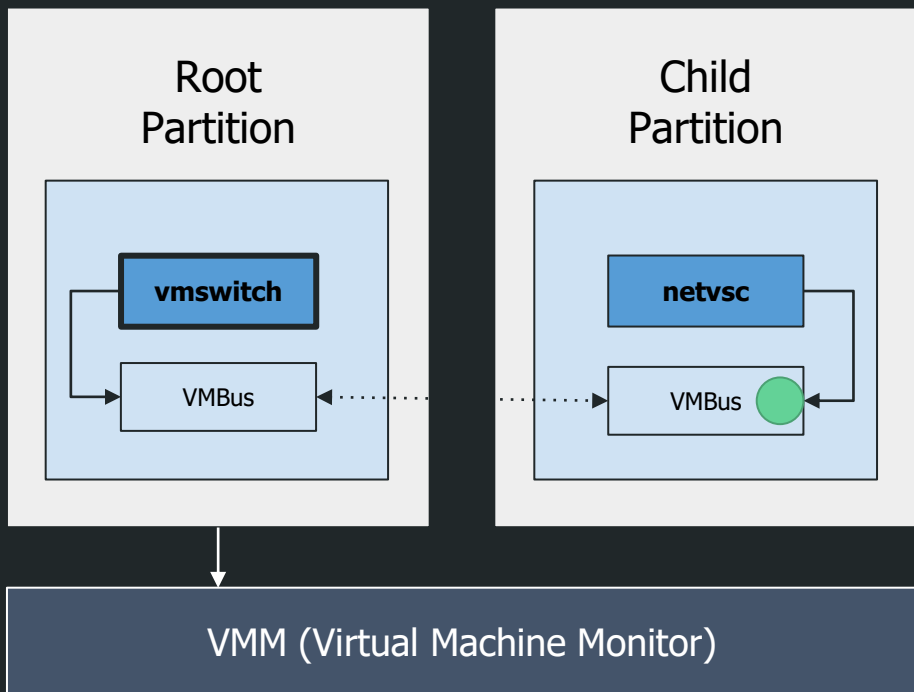 Root
Partition
vmswitch
VMBus
Child
Partition
netvsc
VMBus
VMM (Virtual Machine Monitor)